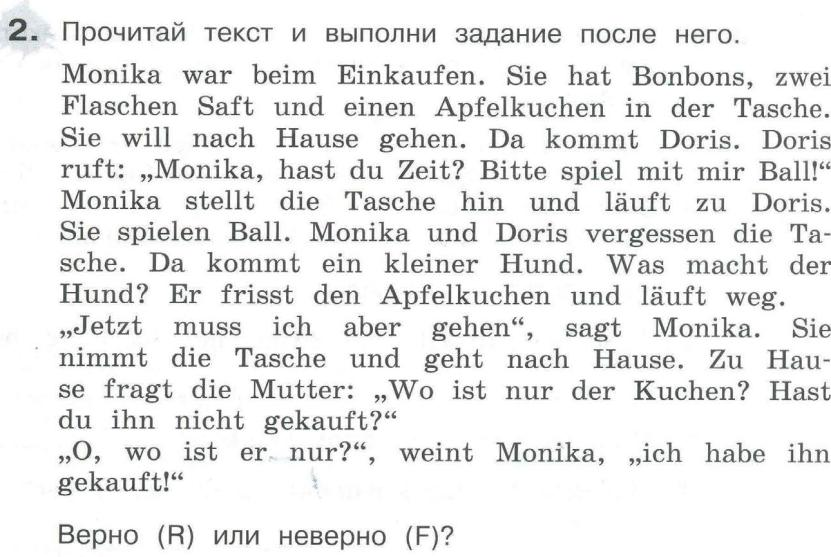 2. Прочитай текст и выполни задание после него.
Monika war beim Einkaufen. Sie hat Bonbons, zwei
Flaschen Saft und einen Apfelkuchen in der Tasche.
Sie will nach Hause gehen. Da kommt Doris. Doris
ruft: „Monika, hast du Zeit? Bitte spiel mit mir Ball!“
Monika stellt die Tasche hin und läuft zu Doris.
Sie spielen Ball. Monika und Doris vergessen die Ta-
sche. Da kommt ein kleiner Hund. Was macht der
Hund? Er frisst den Apfelkuchen und läuft weg.
„Jetzt muss ich aber gehen“, sagt Monika. Sie
nimmt die Tasche und geht nach Hause. Zu Hau-
se fragt die Mutter: „Wo ist nur der Kuchen? Hast
du ihn nicht gekauft?“
„O, wo ist er nur?“, weint Monika, „ich habe ihn
gekauft!“
Верно (R) или неверно (F)?